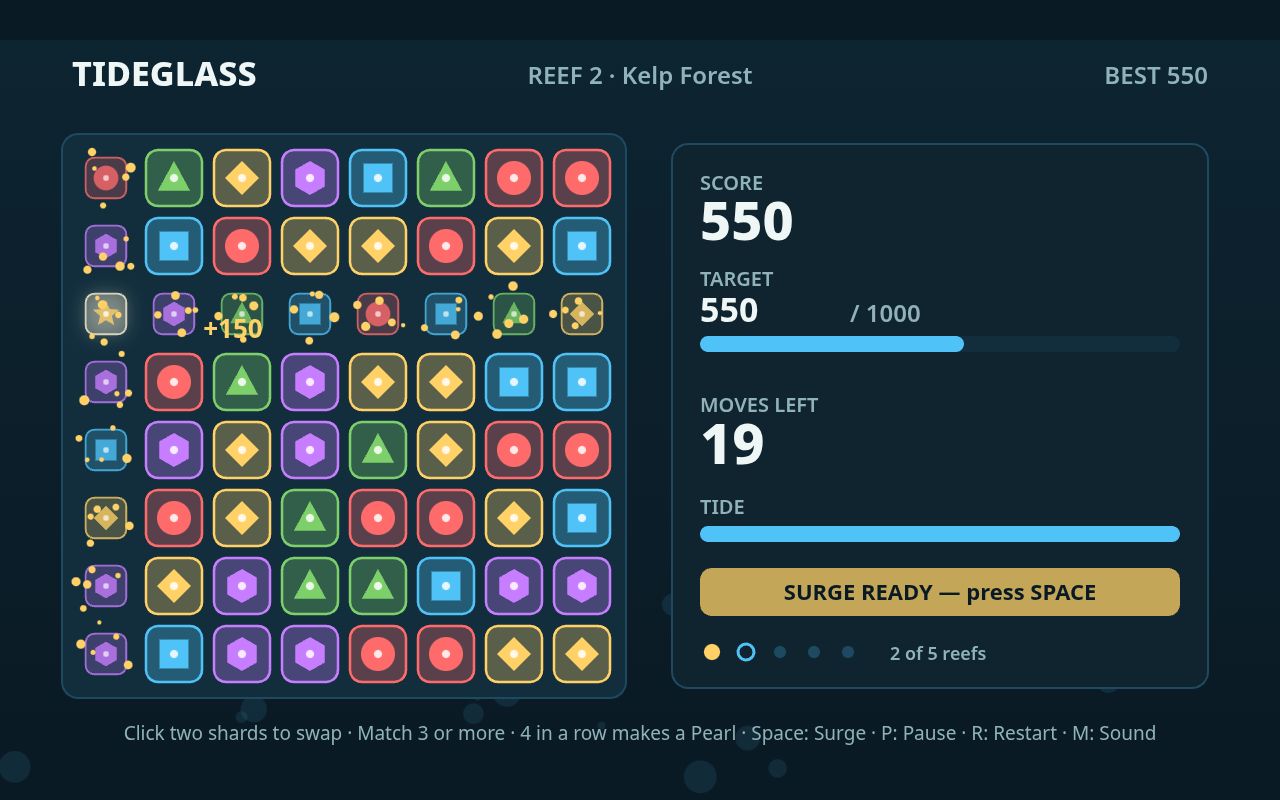 TIDEGLASS
REEF 2 · Kelp Forest
BEST 550
SCORE
550
TARGET
550 / 1000
+150
MOVES LEFT
19
TIDE
SURGE READY — press SPACE
2 of 5 reefs
Click two shards to swap · Match 3 or more · 4 in a row makes a Pearl · Space: Surge · P: Pause · R: Restart · M: Sound